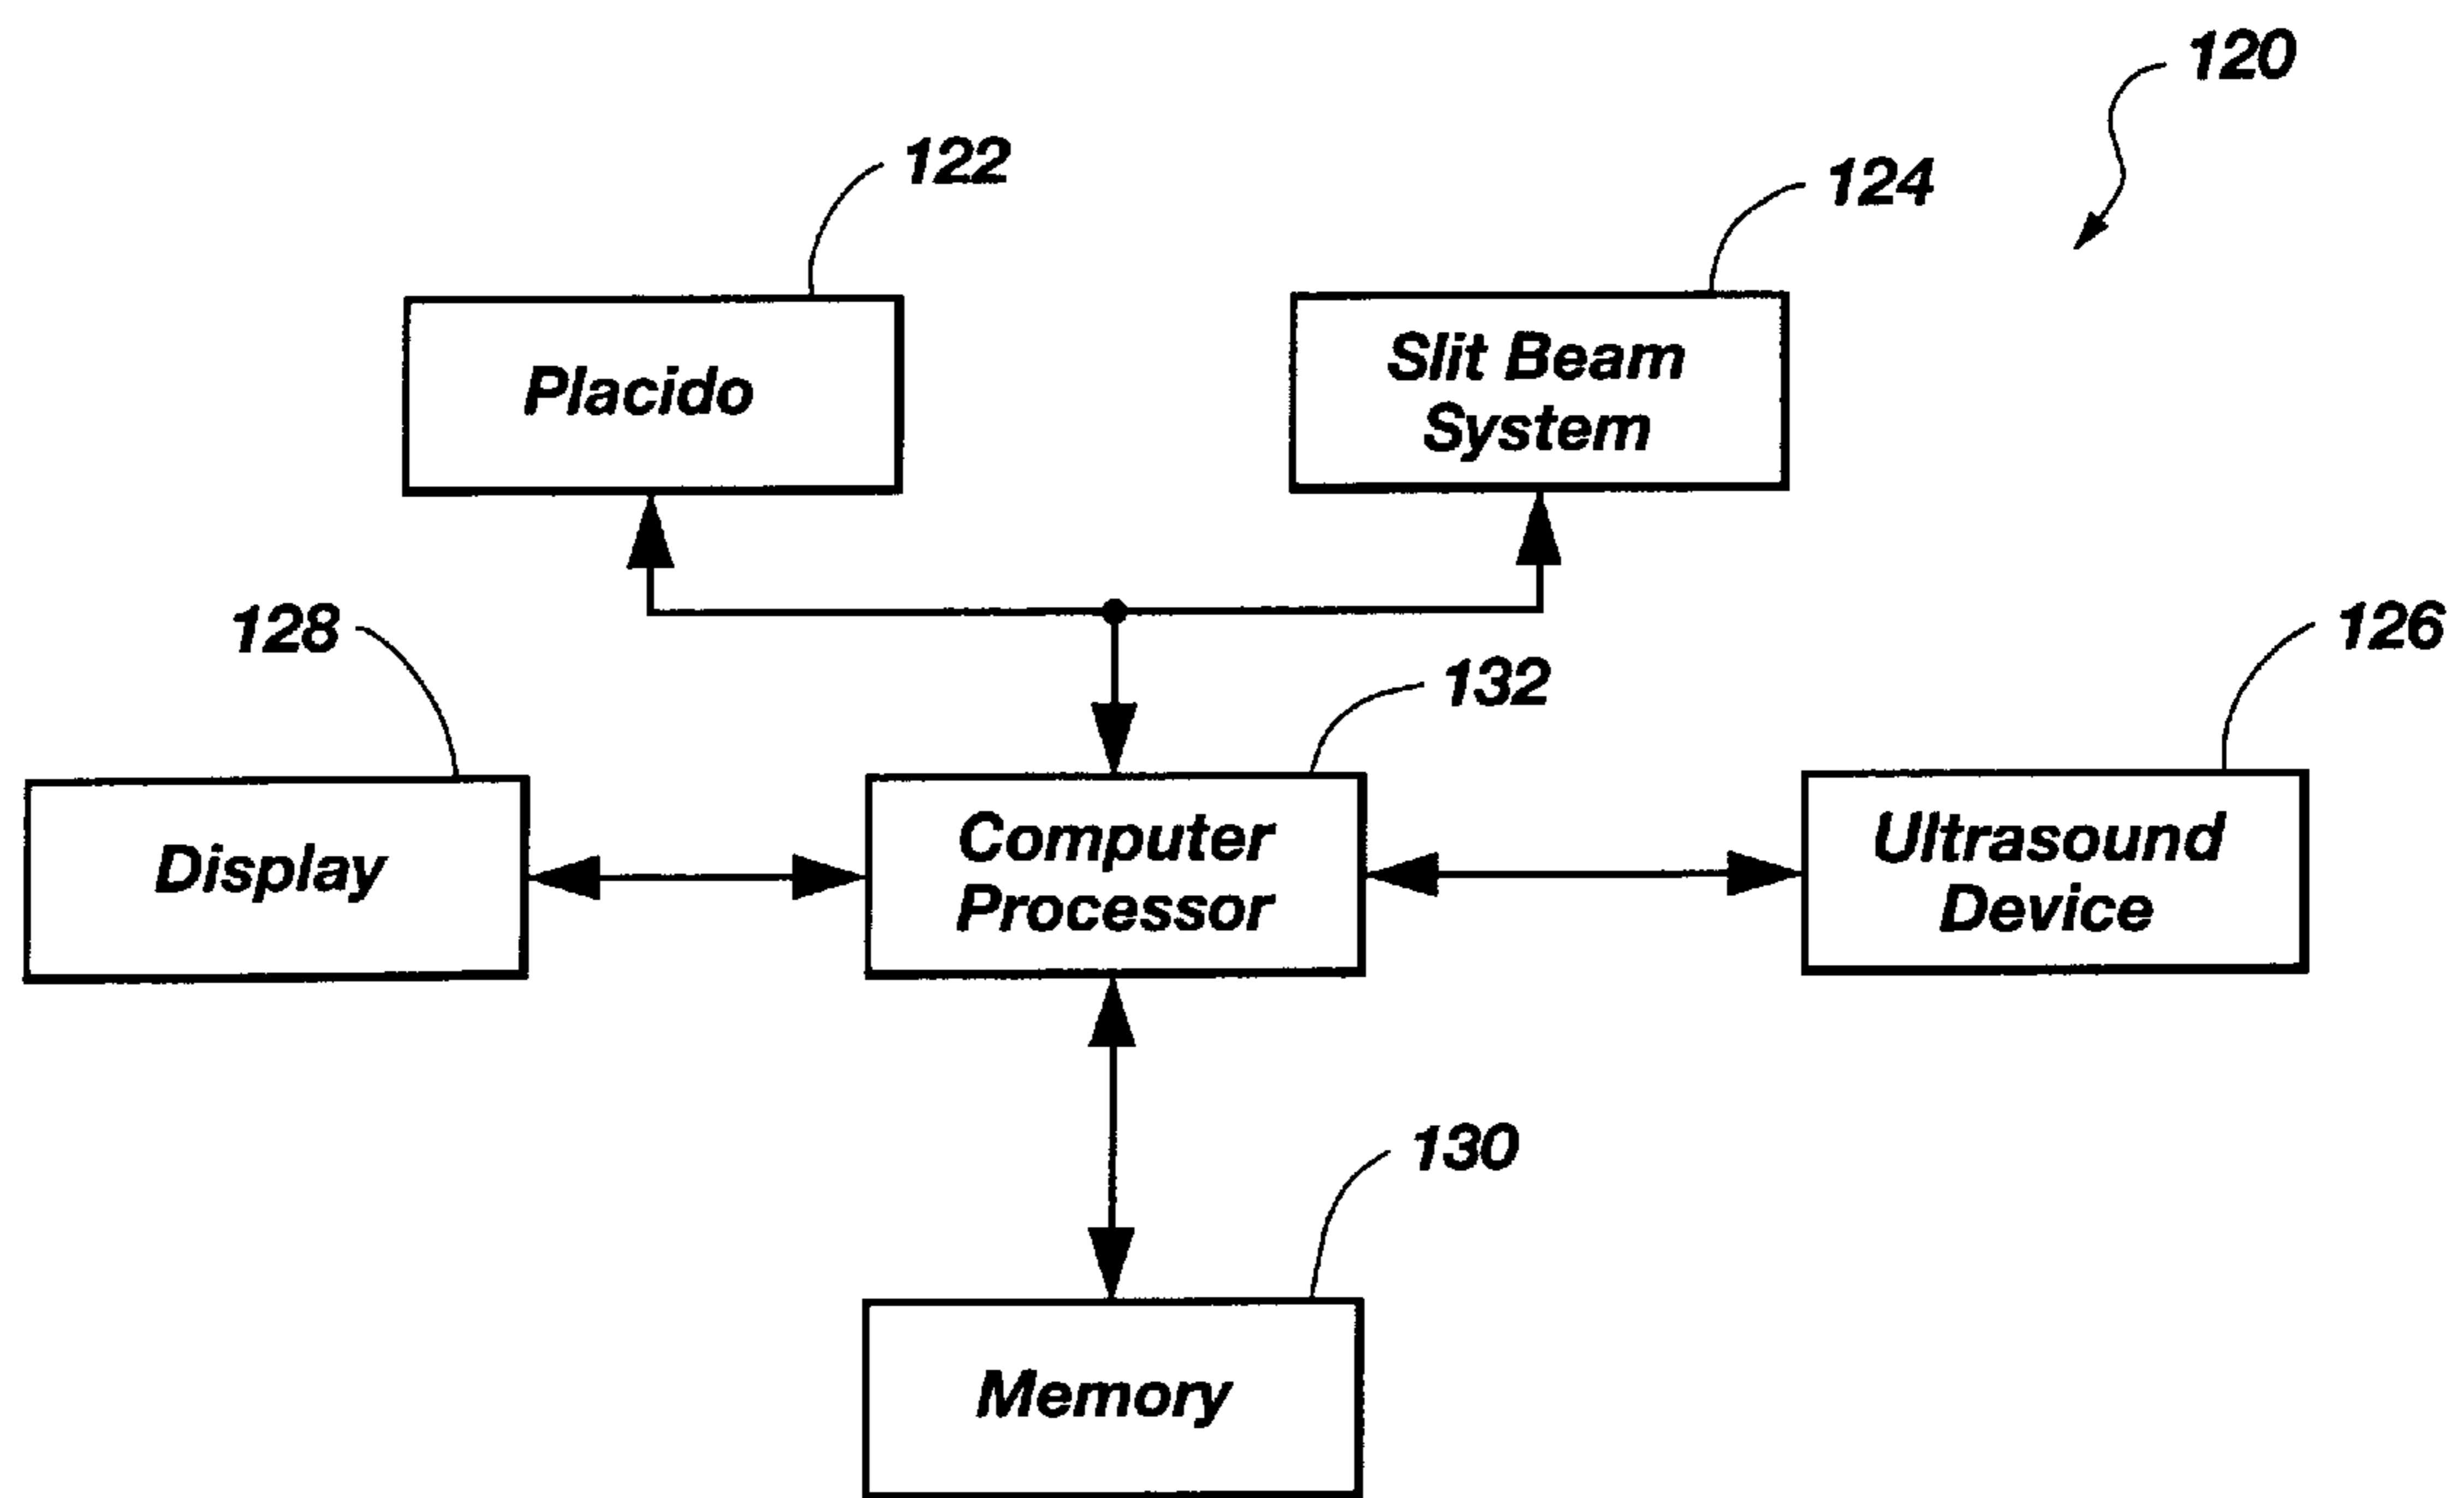 120
122
124
Placido
Slit Beam
System
128
126
132
Display
Computer
Processor
Ultrasound
Device
130
Memory